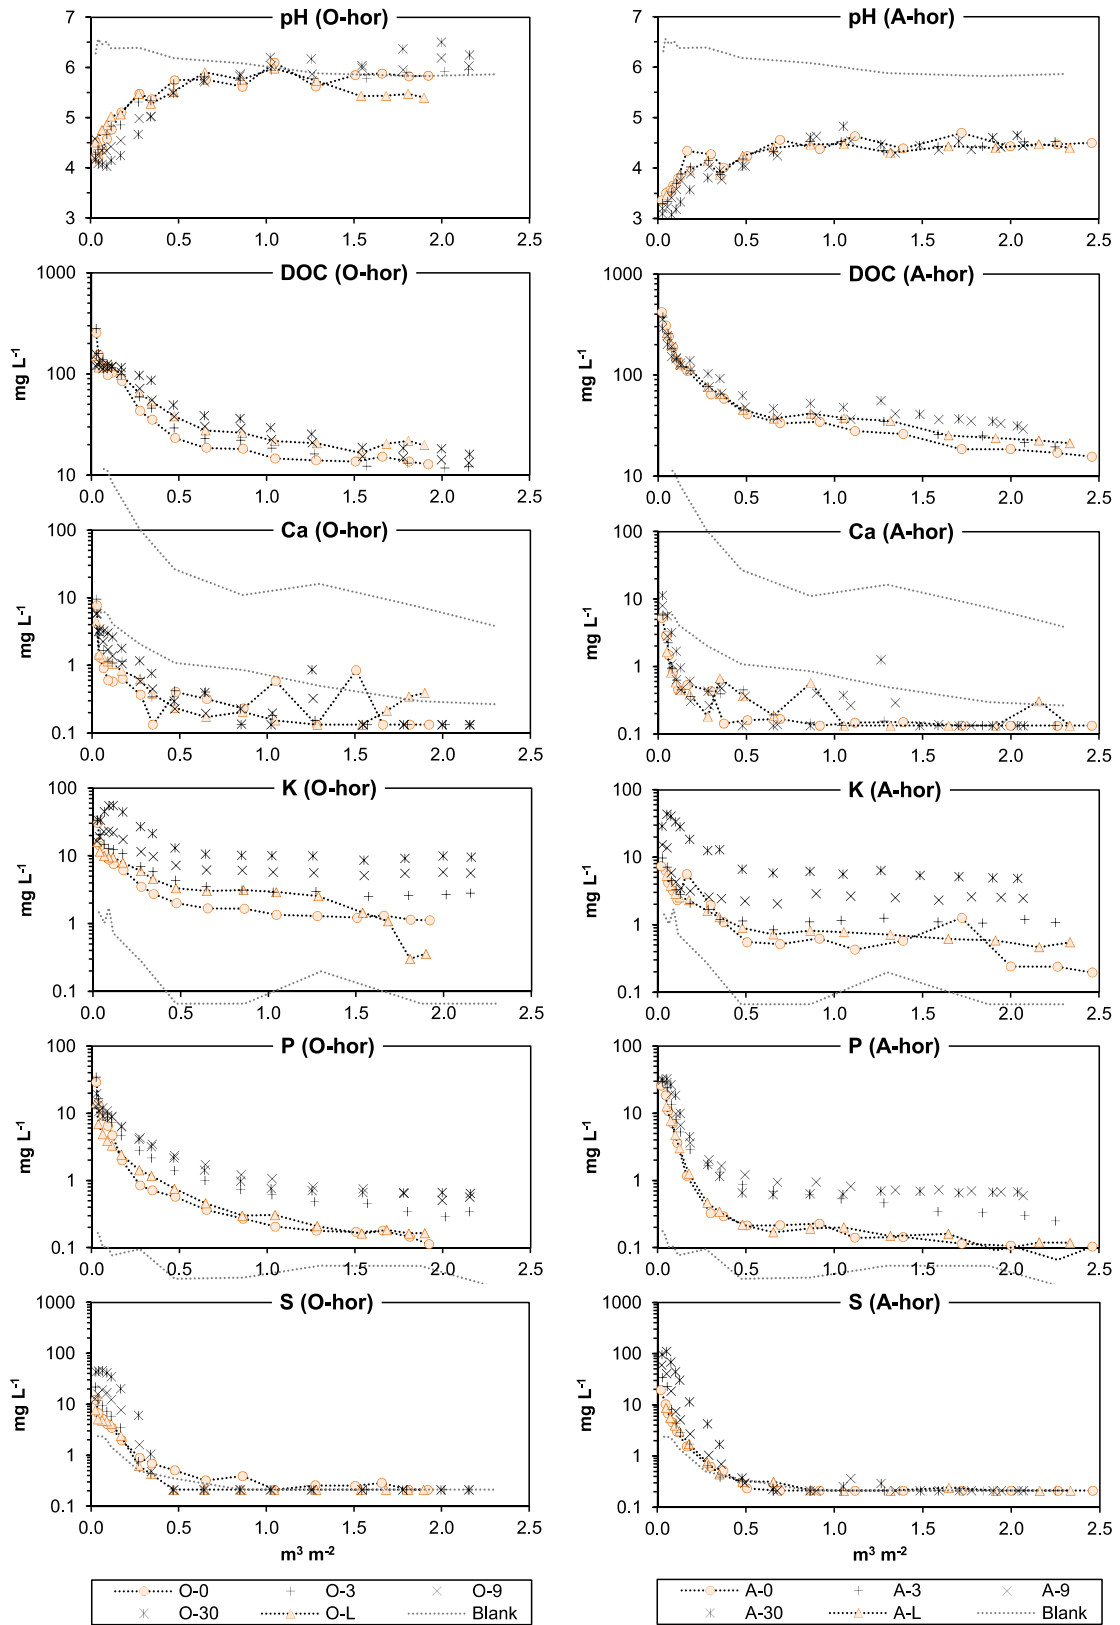 pH (O-hor)
7
6
5
4
3
0.0 0.5 1.0 1.5 2.0 2.5
pH (A-hor)
7
6
5
4
3
0.0 0.5 1.0 1.5 2.0 2.5
DOC (O-hor)
mg L⁻¹
1000
100
10
0.0 0.5 1.0 1.5 2.0 2.5
DOC (A-hor)
mg L⁻¹
1000
100
10
0.0 0.5 1.0 1.5 2.0 2.5
Ca (O-hor)
mg L⁻¹
100
10
1
0.1
0.0 0.5 1.0 1.5 2.0 2.5
Ca (A-hor)
mg L⁻¹
100
10
1
0.1
0.0 0.5 1.0 1.5 2.0 2.5
K (O-hor)
mg L⁻¹
100
10
1
0.1
0.0 0.5 1.0 1.5 2.0 2.5
K (A-hor)
mg L⁻¹
100
10
1
0.1
0.0 0.5 1.0 1.5 2.0 2.5
P (O-hor)
mg L⁻¹
100
10
1
0.1
0.0 0.5 1.0 1.5 2.0 2.5
P (A-hor)
mg L⁻¹
100
10
1
0.1
0.0 0.5 1.0 1.5 2.0 2.5
S (O-hor)
mg L⁻¹
1000
100
10
1
0.1
0.0 0.5 1.0 1.5 2.0 2.5
m³ m⁻²
S (A-hor)
mg L⁻¹
1000
100
10
1
0.1
0.0 0.5 1.0 1.5 2.0 2.5
m³ m⁻²
O-0 O-3 O-9
O-30 O-L Blank
A-0 A-3 A-9
A-30 A-L Blank